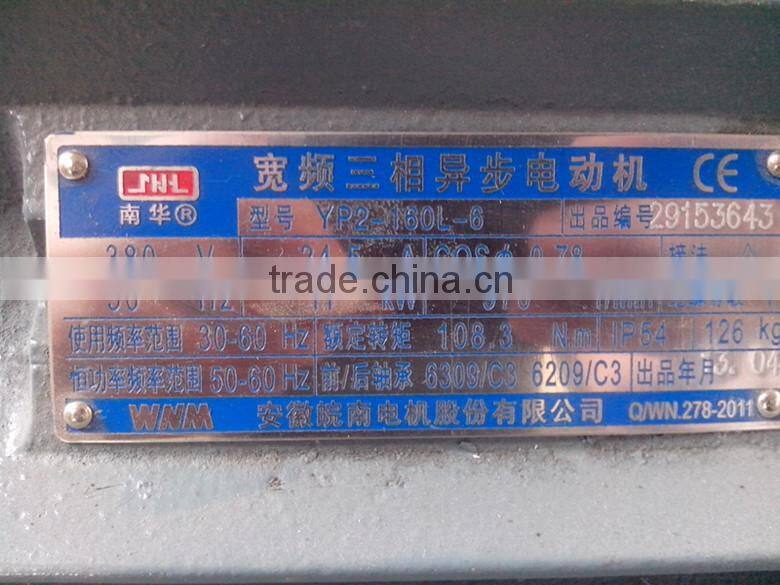 宽频三相异步电动机 CE
南华® 型号 YP2-160L-6 出品编号 29153643
380 V A COSφ 0.78 接法
Hz kW
使用频率范围 30-60 Hz 额定转矩 108.3 N.m IP54 126 kg
恒功率频率范围 50-60 Hz 前/后轴承 6309/C3 6209/C3 出品年月
WNM 安徽皖南电机股份有限公司 Q/WN.278-2011
trade.china.cn